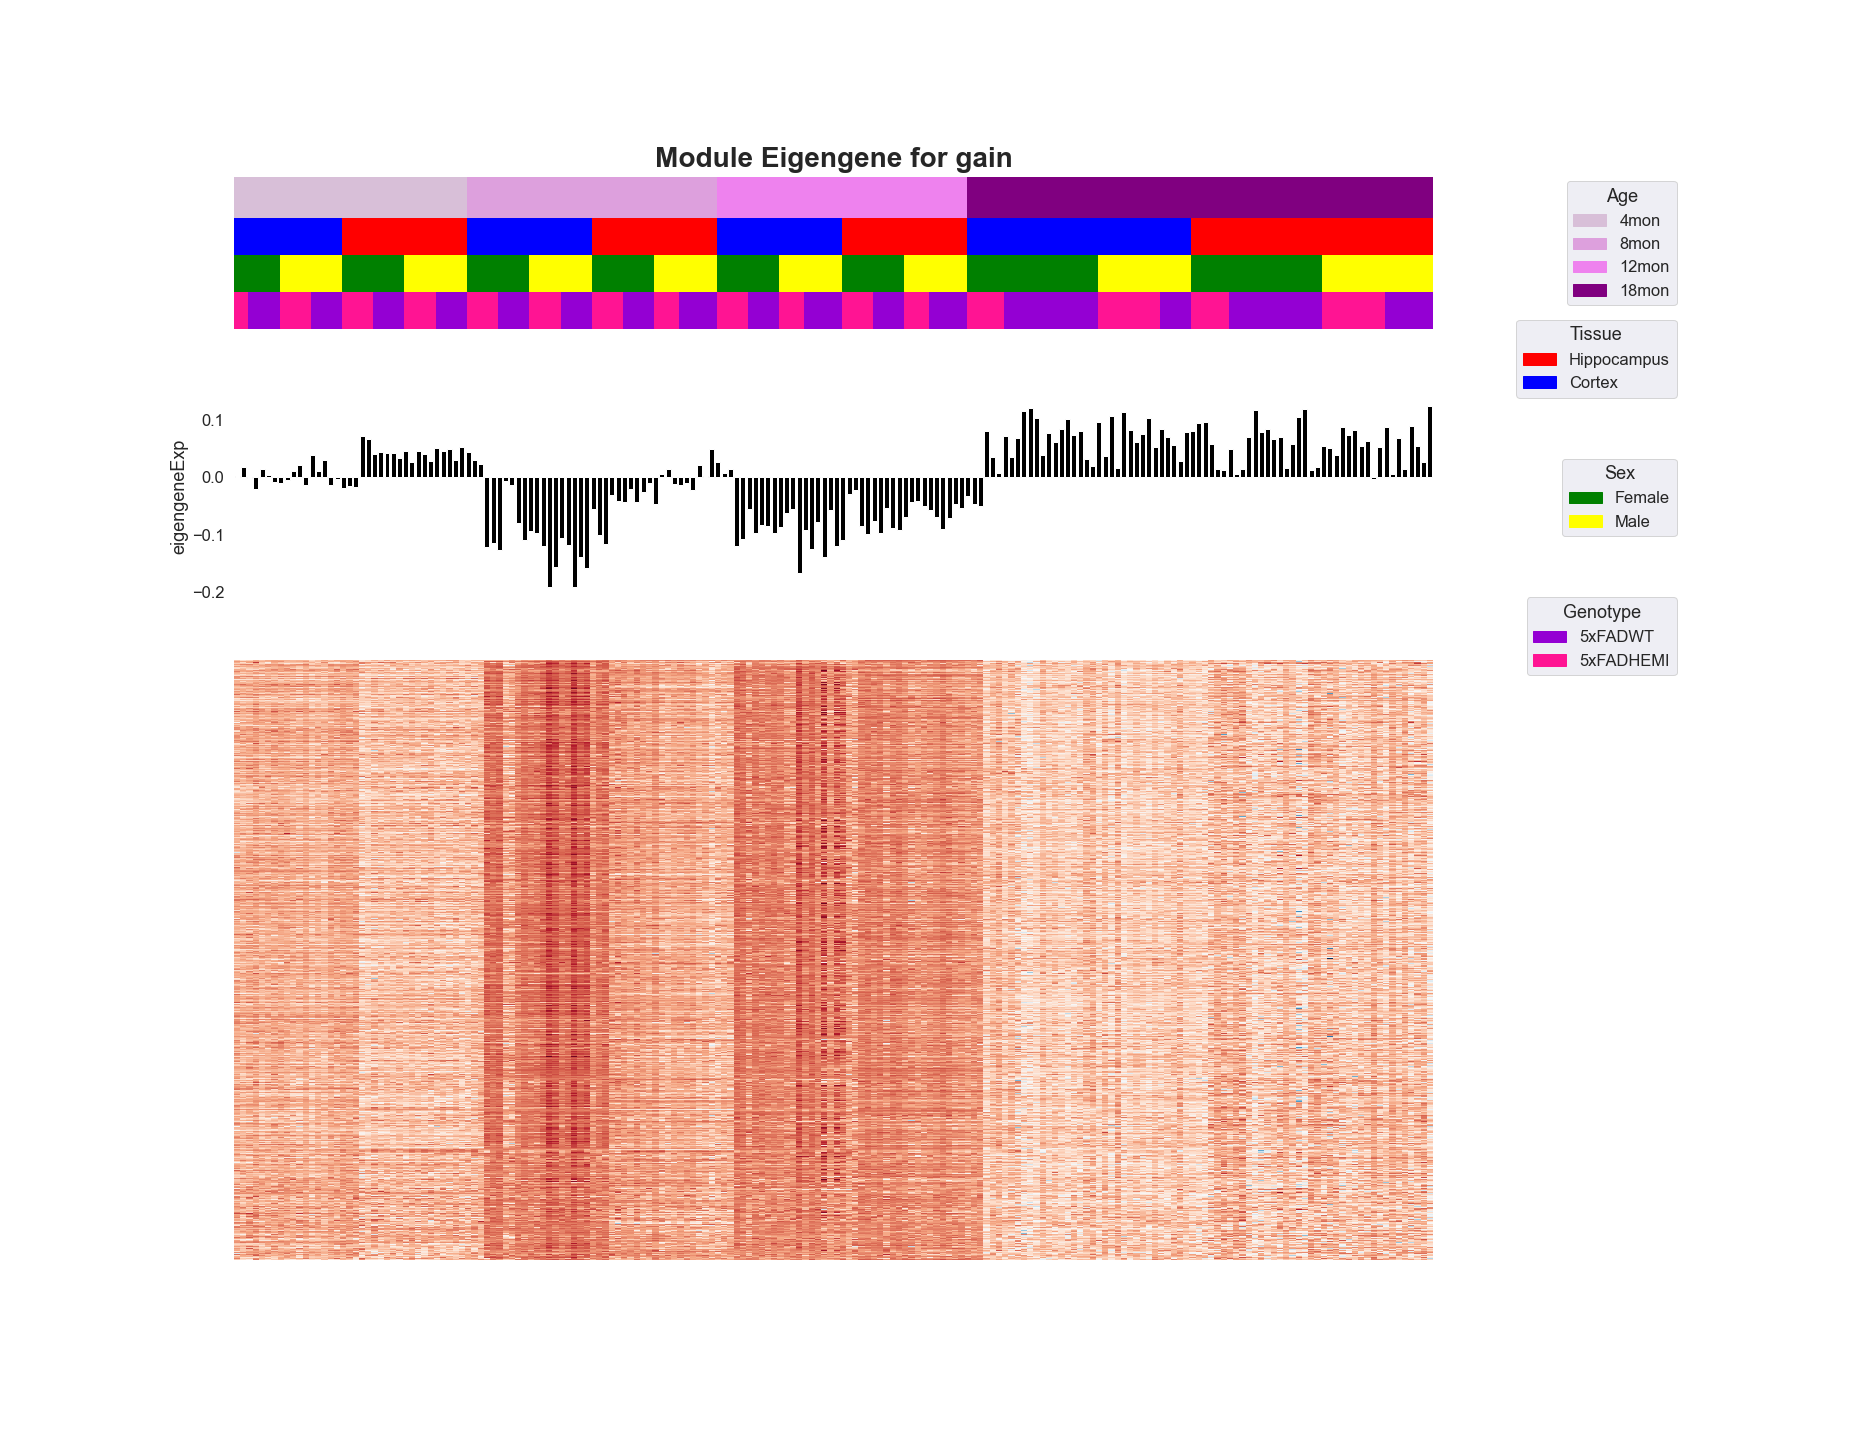 Module Eigengene for gain
Age
4mon
8mon
12mon
18mon
Tissue
Hippocampus
Cortex
eigengeneExp
0.1
0.0
−0.1
−0.2
Sex
Female
Male
Genotype
5xFADWT
5xFADHEMI